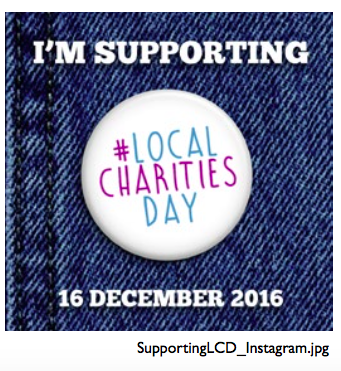 I'M SUPPORTING
#LOCAL
CHARITIES
DAY
16 DECEMBER 2016
SupportingLCD_Instagram.jpg